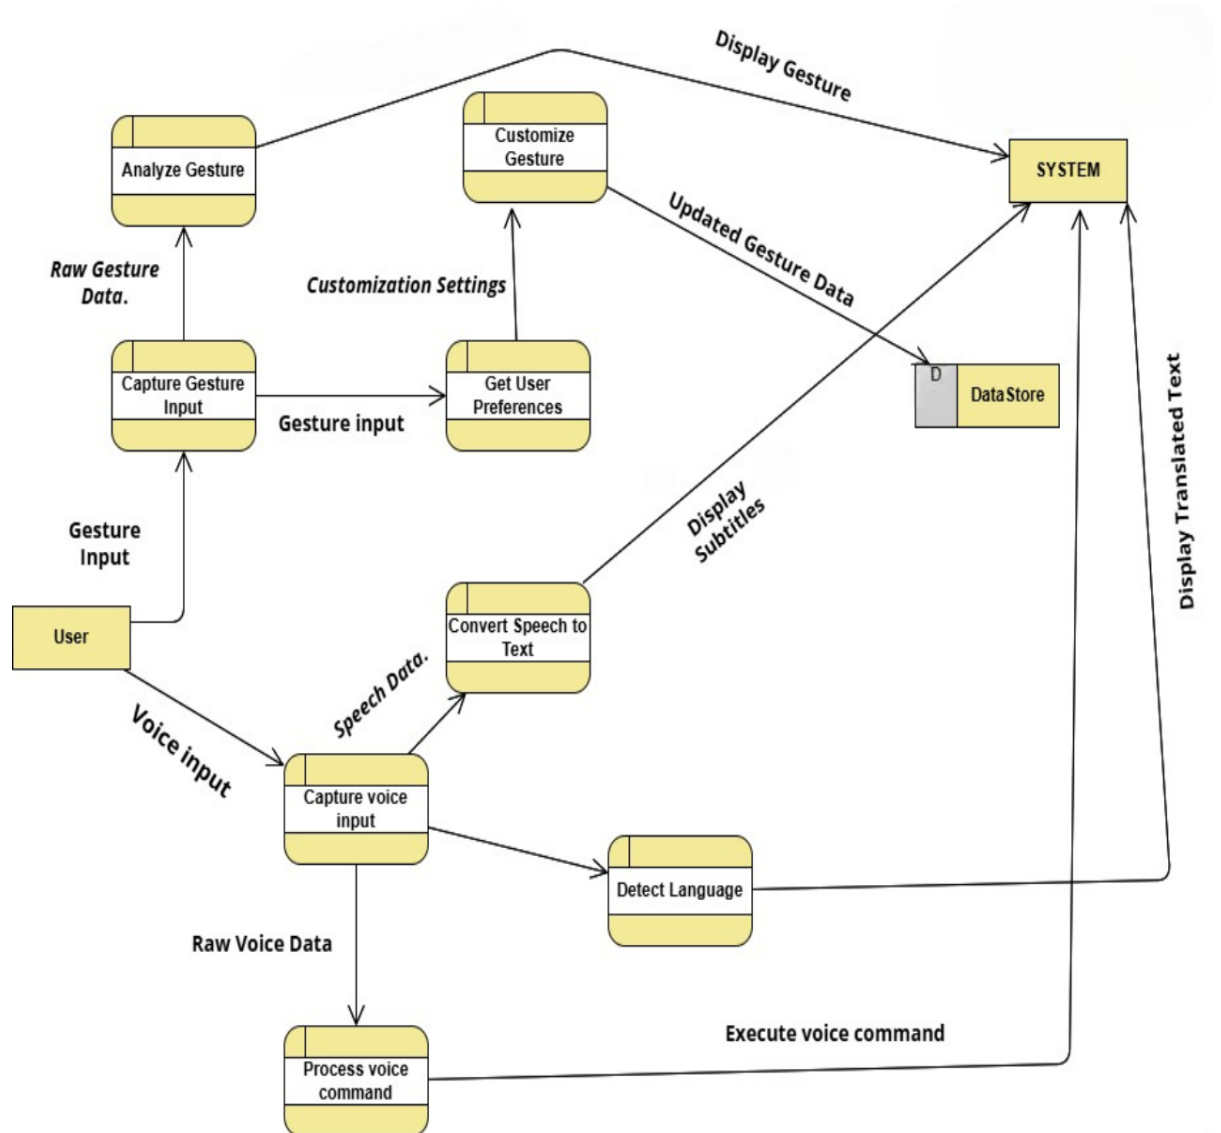 Display Gesture
Customize
Gesture
Analyze Gesture
SYSTEM
Updated Gesture Data
Raw Gesture
Data.
Customization Settings
Capture Gesture
Input
Get User
Preferences
D
DataStore
Gesture input
Display Translated Text
Gesture
Input
Display
Subtitles
User
Convert Speech to
Text
Speech Data.
Voice input
Capture voice
input
Detect Language
Raw Voice Data
Execute voice command
Process voice
command